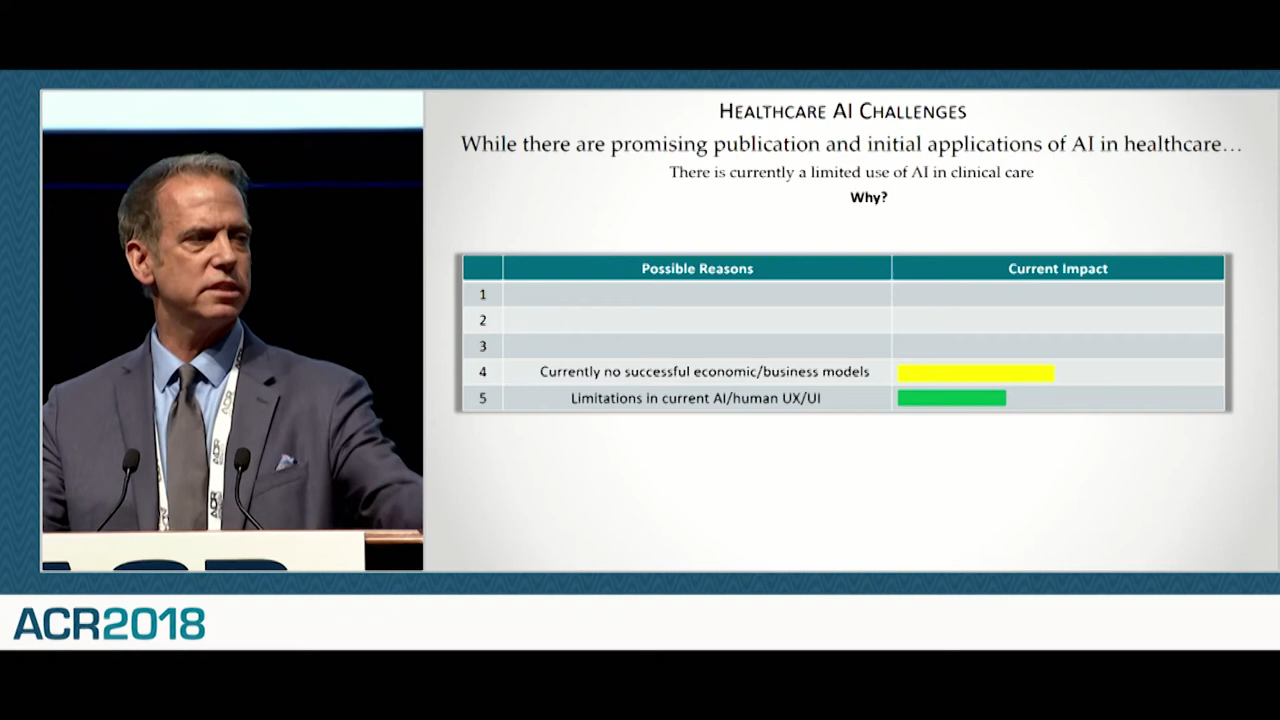 HEALTHCARE AI CHALLENGES
While there are promising publication and initial applications of AI in healthcare…
There is currently a limited use of AI in clinical care
Why?
Possible Reasons Current Impact
1
2
3
4 Currently no successful economic/business models
5 Limitations in current AI/human UX/UI
ACR
ACR
ACR2018